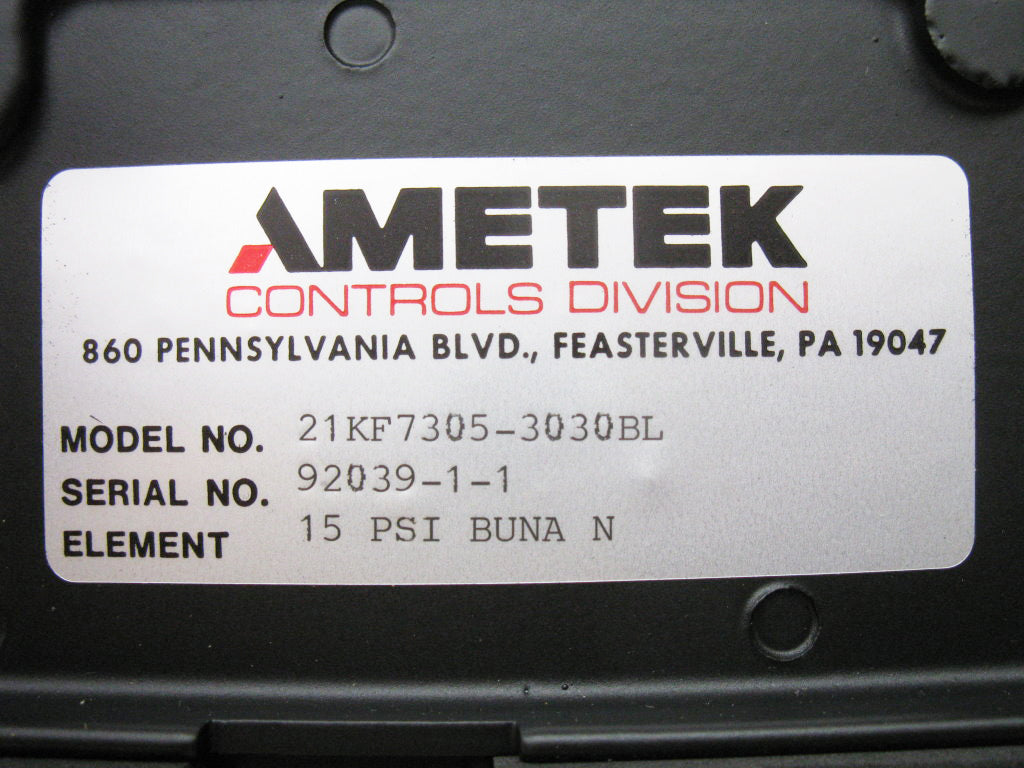 AMETEK
CONTROLS DIVISION
860 PENNSYLVANIA BLVD., FEASTERVILLE, PA 19047
MODEL NO. 21KF7305-3030BL
SERIAL NO. 92039-1-1
ELEMENT 15 PSI BUNA N